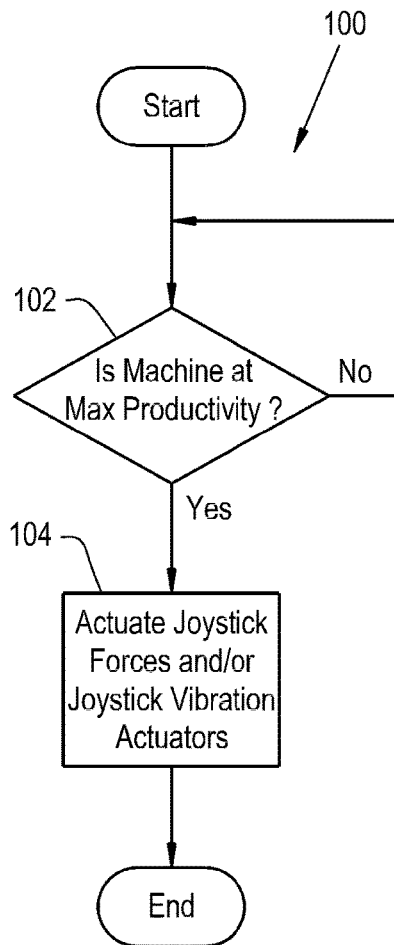 100
Start
102
Is Machine at
Max Productivity ?
No
Yes
104
Actuate Joystick
Forces and/or
Joystick Vibration
Actuators
End